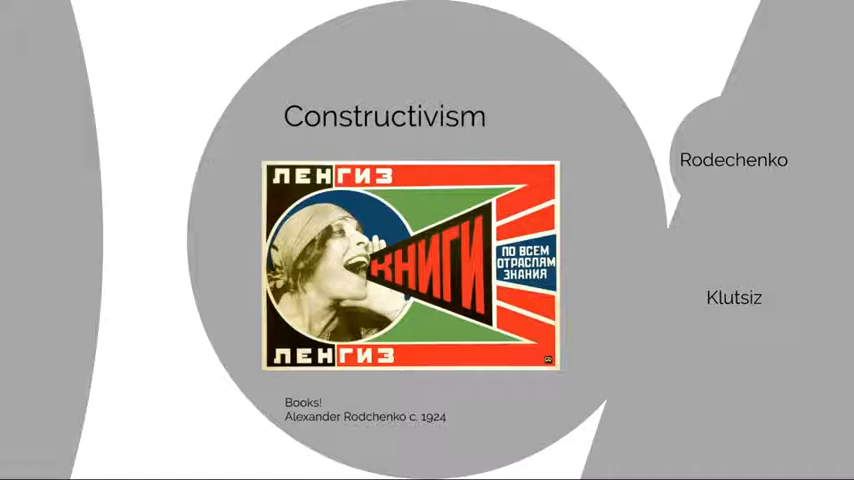 Constructivism
ЛЕНГИЗ
КНИГИ
ПО ВСЕМ
ОТРАСЛЯМ
ЗНАНИЯ
ЛЕНГИЗ
Books!
Alexander Rodchenko c. 1924
Rodechenko
Klutsiz